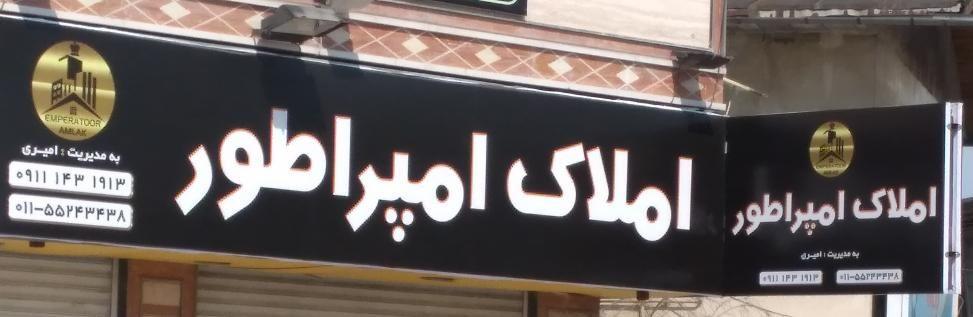 املاک امپراطور
EMPERATOOR
AMLAK
به مدیریت : امیری
۰۹۱۱ ۱۴۳ ۱۹۱۳
۰۱۱-۵۵۲۴۳۴۳۸
EMPERATOOR
AMLAK
املاک امپراطور
به مدیریت : امیری
۰۱۱-۵۵۲۴۳۴۳۸
۰۹۱۱ ۱۴۳ ۱۹۱۳